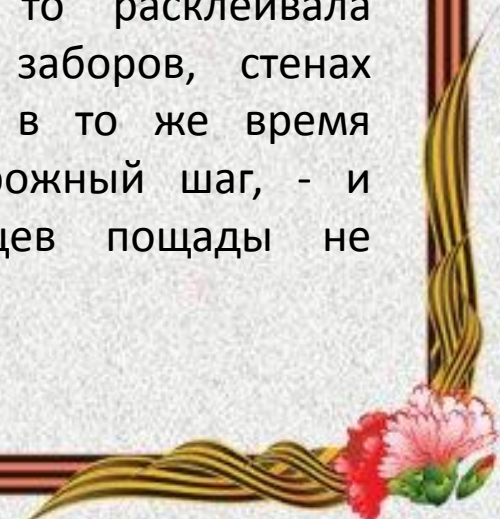 то расклеивала
заборов, стенах
в то же время
рожный шаг, - и
цев пощады не